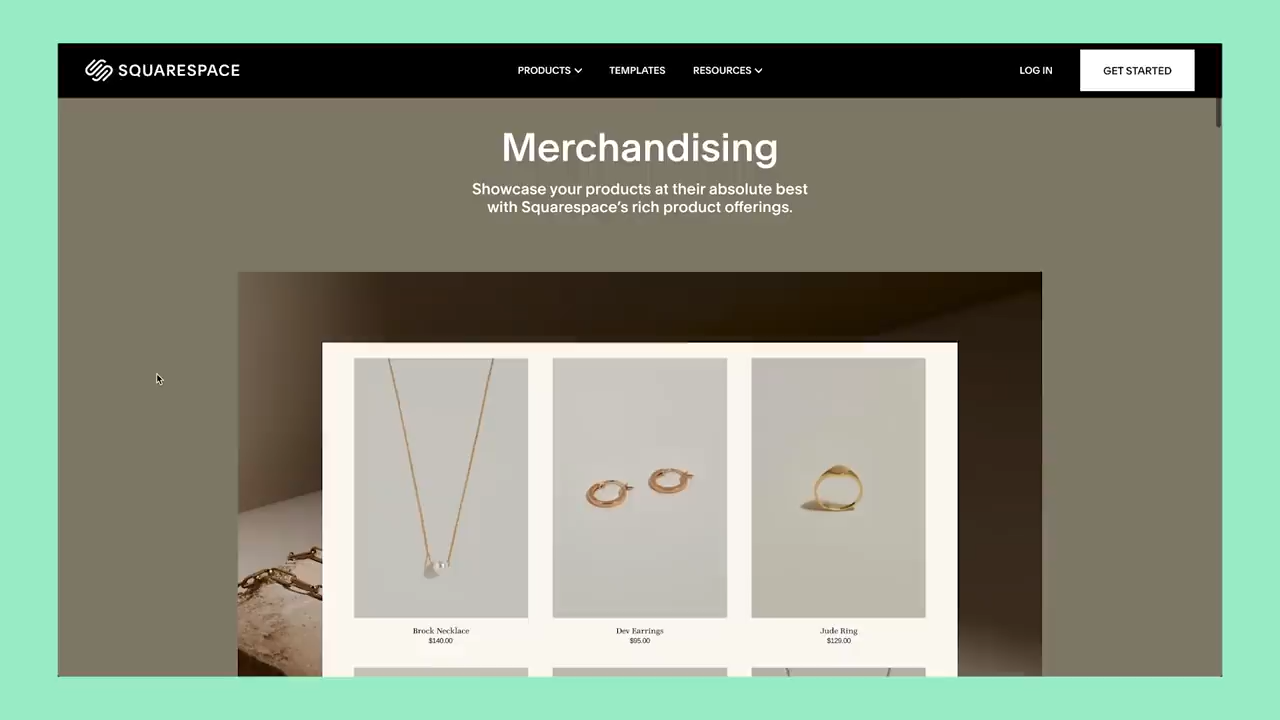 SQUARESPACE
PRODUCTS
TEMPLATES
RESOURCES
LOG IN
GET STARTED
Merchandising
Showcase your products at their absolute best
with Squarespace’s rich product offerings.
Brock Necklace
$140.00
Dev Earrings
$95.00
Jude Ring
$129.00